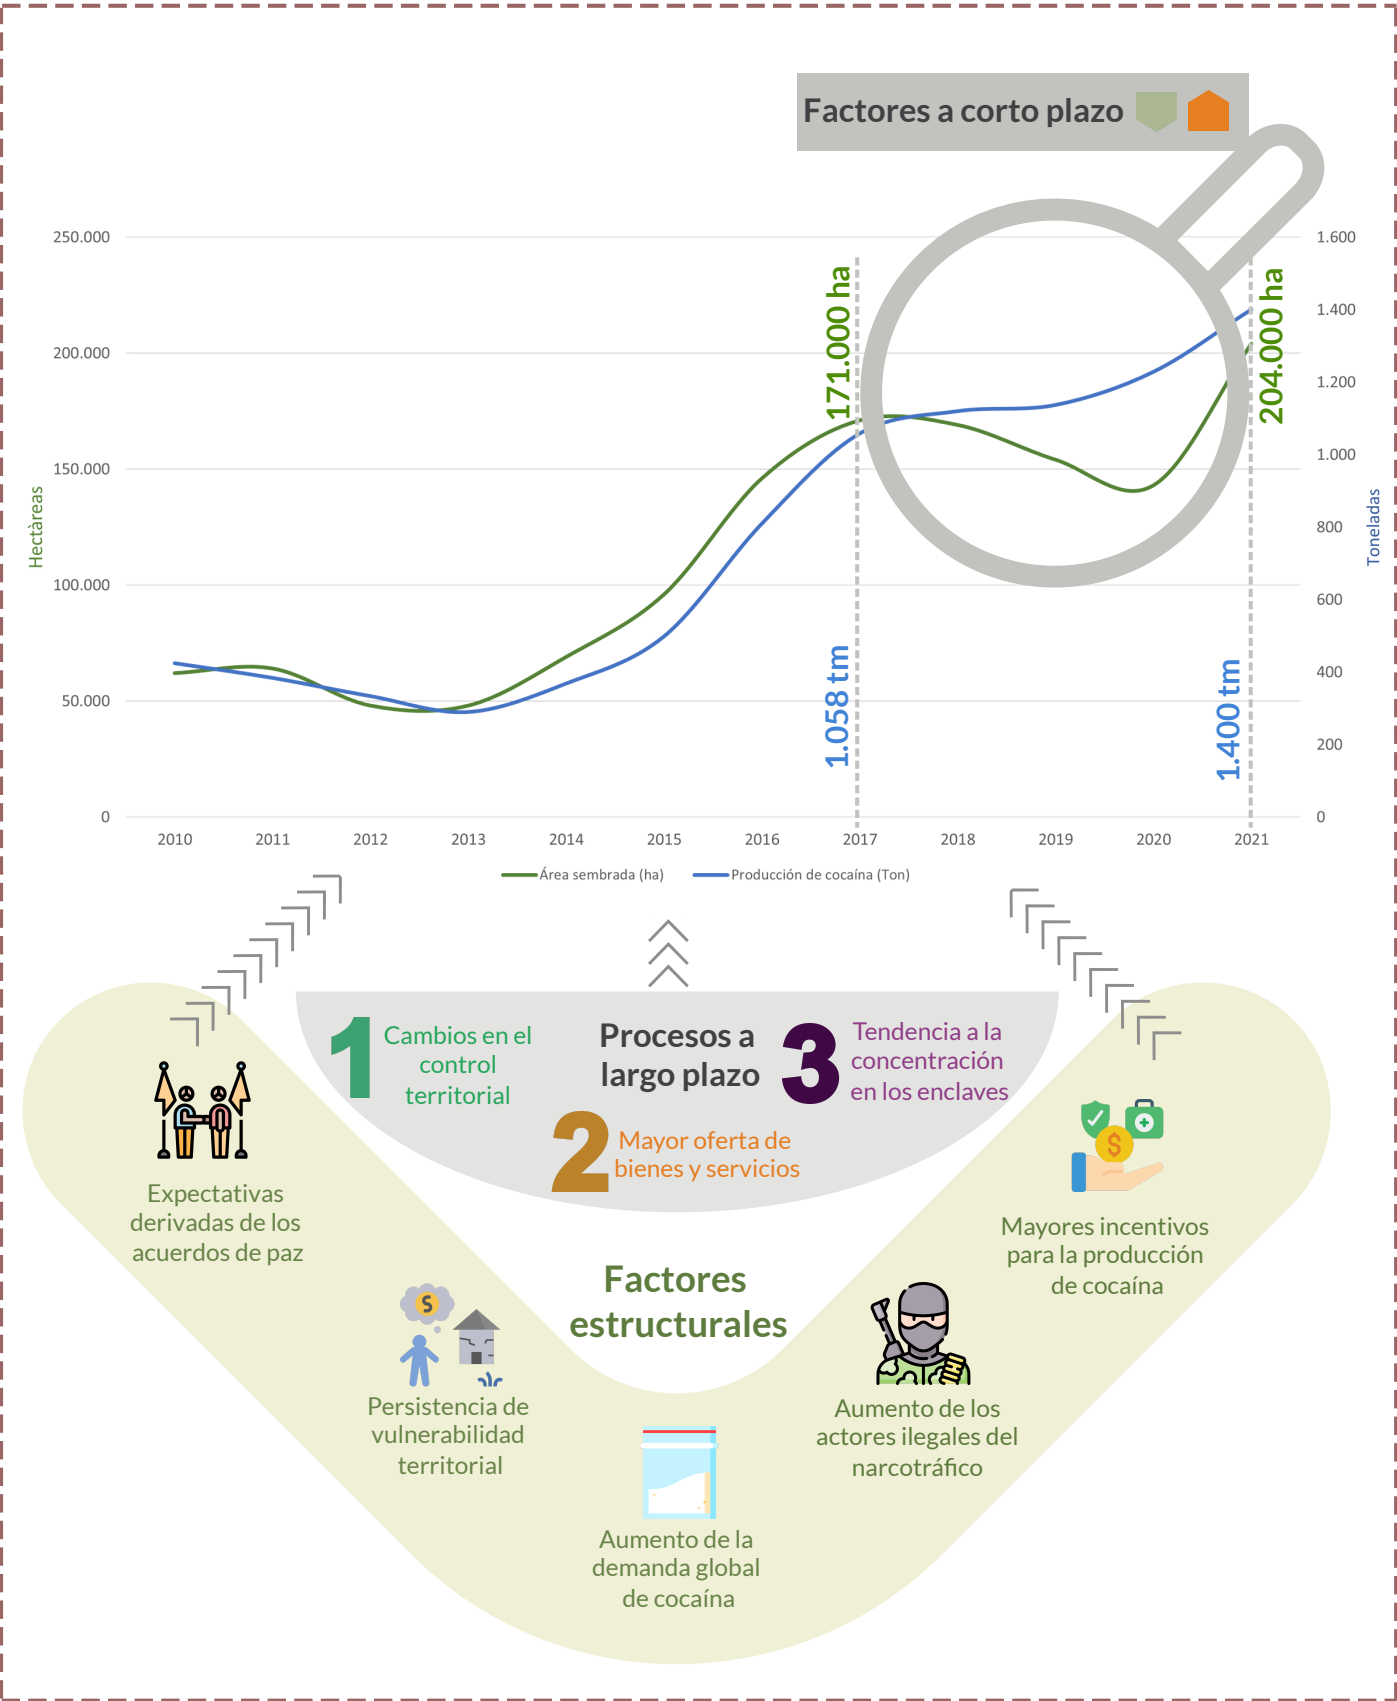 Factores a corto plazo
250.000
200.000
150.000
100.000
50.000
0
Hectàreas
1.600
1.400
1.200
1.000
800
600
400
200
0
Toneladas
171.000 ha
204.000 ha
1.058 tm
1.400 tm
2010 2011 2012 2013 2014 2015 2016 2017 2018 2019 2020 2021
Área sembrada (ha) Producción de cocaína (Ton)
Procesos a
largo plazo
1
Cambios en el
control
territorial
2
Mayor oferta de
bienes y servicios
3
Tendencia a la
concentración
en los enclaves
Factores
estructurales
Expectativas
derivadas de los
acuerdos de paz
$
Persistencia de
vulnerabilidad
territorial
Aumento de la
demanda global
de cocaína
Aumento de los
actores ilegales del
narcotráfico
$
Mayores incentivos
para la producción
de cocaína